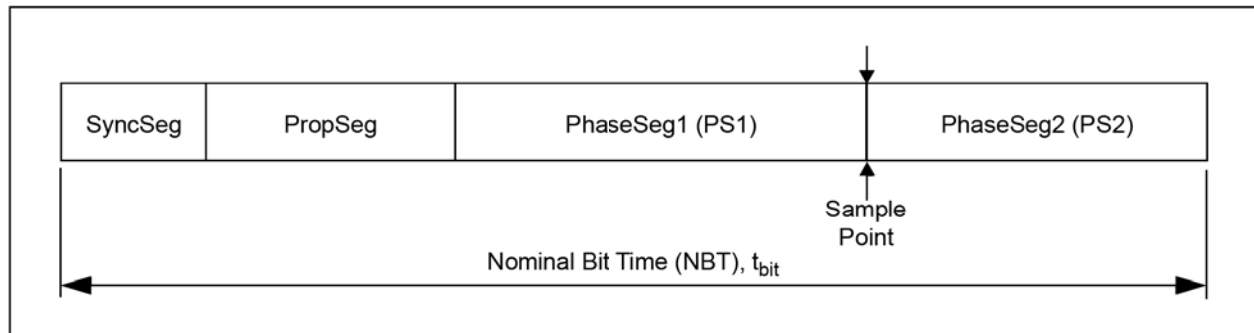 SyncSeg PropSeg PhaseSeg1 (PS1) PhaseSeg2 (PS2)
Sample
Point
Nominal Bit Time (NBT), tbit